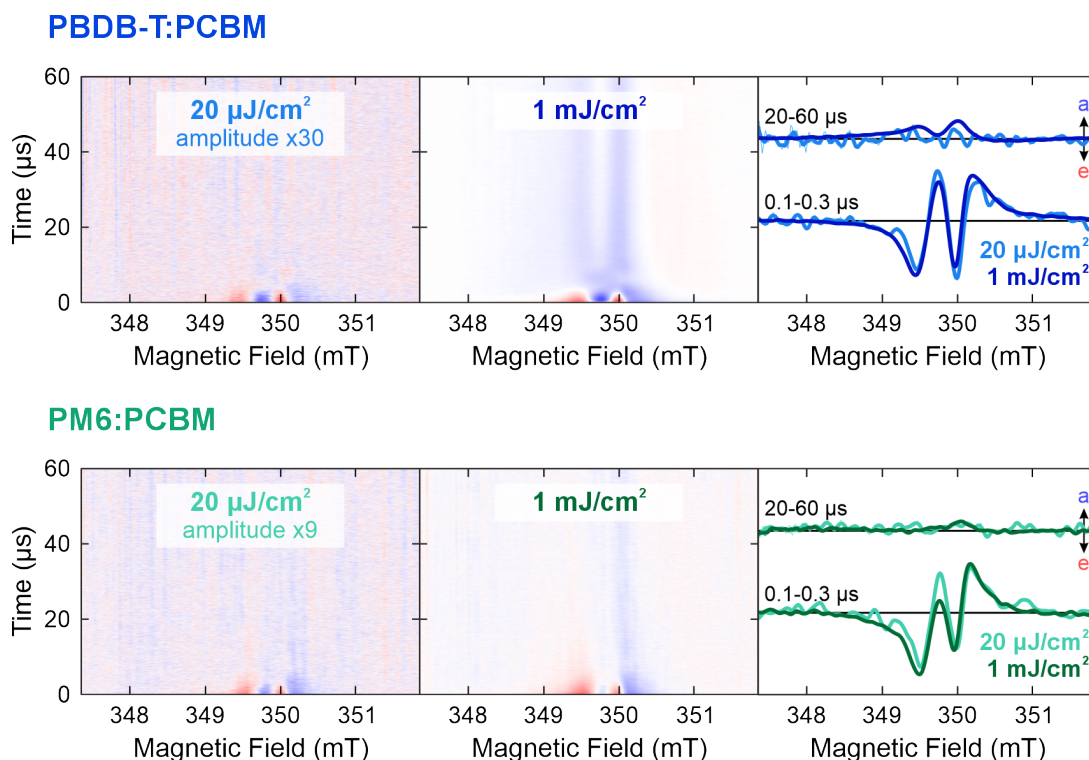 PBDB-T:PCBM
60
40
20
0
Time (µs)
20 µJ/cm²
amplitude x30
1 mJ/cm²
20-60 µs
0.1-0.3 µs
a
e
20 µJ/cm²
1 mJ/cm²
348 349 350 351
348 349 350 351
348 349 350 351
Magnetic Field (mT)
Magnetic Field (mT)
Magnetic Field (mT)
PM6:PCBM
60
40
20
0
Time (µs)
20 µJ/cm²
amplitude x9
1 mJ/cm²
20-60 µs
0.1-0.3 µs
a
e
20 µJ/cm²
1 mJ/cm²
348 349 350 351
348 349 350 351
348 349 350 351
Magnetic Field (mT)
Magnetic Field (mT)
Magnetic Field (mT)